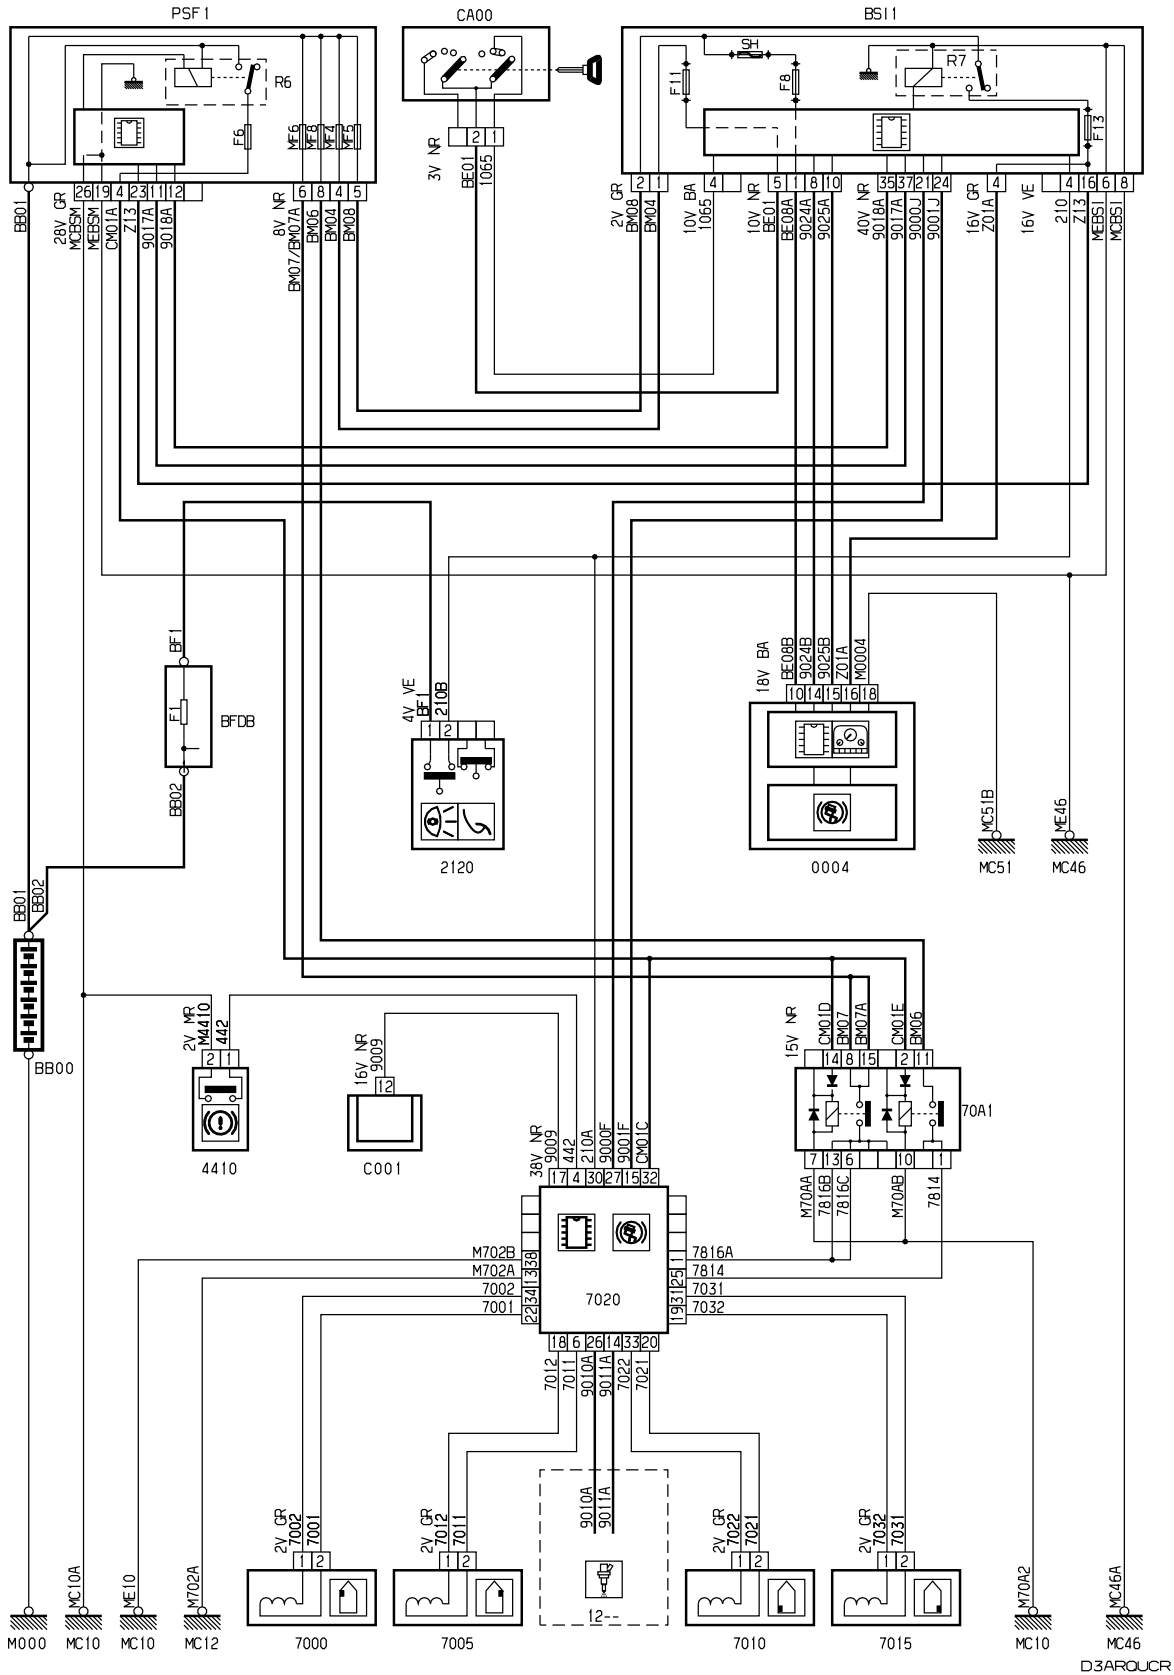 PSF1
CA00
BSI1
R6
F6
MF6
MF8
MF4
MF5
SH
F11
F8
R7
F13
2 1
3V NR
BE01
1065
26 19 4 23 11 12
6 8 4 5
2 1
4
5 1 8 10
35 37 21 24
4
4 16 6 8
BB01
28V GR
MCBSM
MEBSM
CM01A
Z13
9017A
9018A
8V NR
BM07/BM07A
BM06
BM04
BM08
2V GR
BM08
BM04
10V BA
1065
10V NR
BE01
BE08A
9024A
9025A
40V NR
9018A
9017A
9000J
9001J
16V GR
Z01A
16V VE
210
Z13
MEBSI
MCBSI
BF1
F1
BFDB
BB02
4V VE
BF1
210B
1 2
2120
18V BA
BE08B
9024B
9025B
Z01A
M0004
10 14 15 16 18
0004
MC51B
MC51
ME46
MC46
BB01
BB02
BB00
2V MR
M4410
442
2 1
4410
16V NR
9009
12
C001
15V NR
CM01D
BM07
BM07A
CM01E
BM06
14 8 15 2 11
70A1
7 13 6 10 1
M70AA
7816B
7816C
M70AB
7814
38V NR
9009
442
210A
9000F
9001F
CM01C
17 4 30 27 15 32
M702B
38
M702A
13
7002
34
7001
22
7020
1
7816A
25
7814
31
7031
19
7032
18 6 26 14 33 20
7012
7011
9010A
9011A
7022
7021
9010A
9011A
12--
2V GR
7002
7001
1 2
7000
2V GR
7012
7011
1 2
7005
2V GR
7022
7021
1 2
7010
2V GR
7032
7031
1 2
7015
M000
MC10A
MC10
ME10
MC10
M702A
MC12
M70A2
MC10
MC46A
MC46
D3ARQUCR